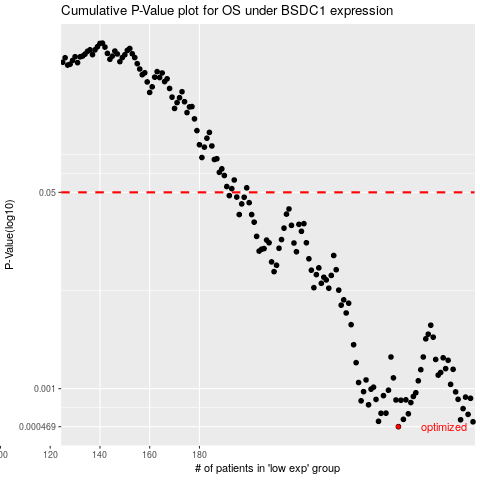 Cumulative P-Value plot for OS under BSDC1 expression
P-Value(log10)
0.05
0.001
0.000469
optimized
00 120 140 160 180
# of patients in 'low exp' group